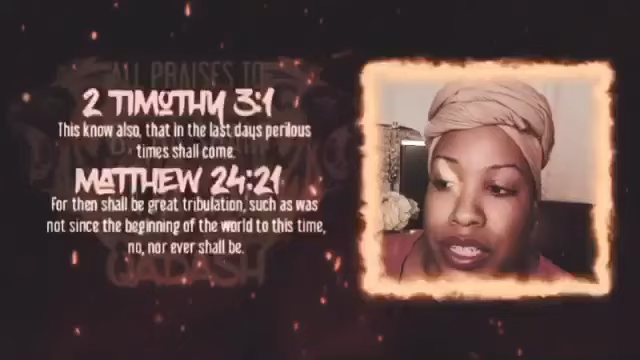 ALL PRAISES TO
2 TIMOTHY 3:1
This know also, that in the last days perilous
times shall come.
MATTHEW 24:21
For then shall be great tribulation, such as was
not since the beginning of the world to this time,
no, nor ever shall be.
QADASH